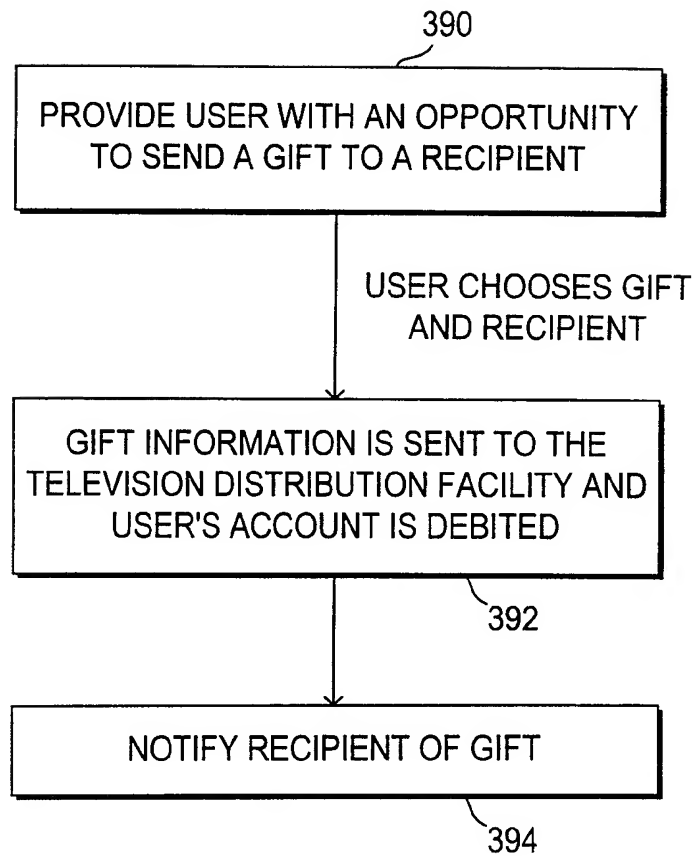 390
PROVIDE USER WITH AN OPPORTUNITY
TO SEND A GIFT TO A RECIPIENT
USER CHOOSES GIFT
AND RECIPIENT
GIFT INFORMATION IS SENT TO THE
TELEVISION DISTRIBUTION FACILITY AND
USER'S ACCOUNT IS DEBITED
392
NOTIFY RECIPIENT OF GIFT
394